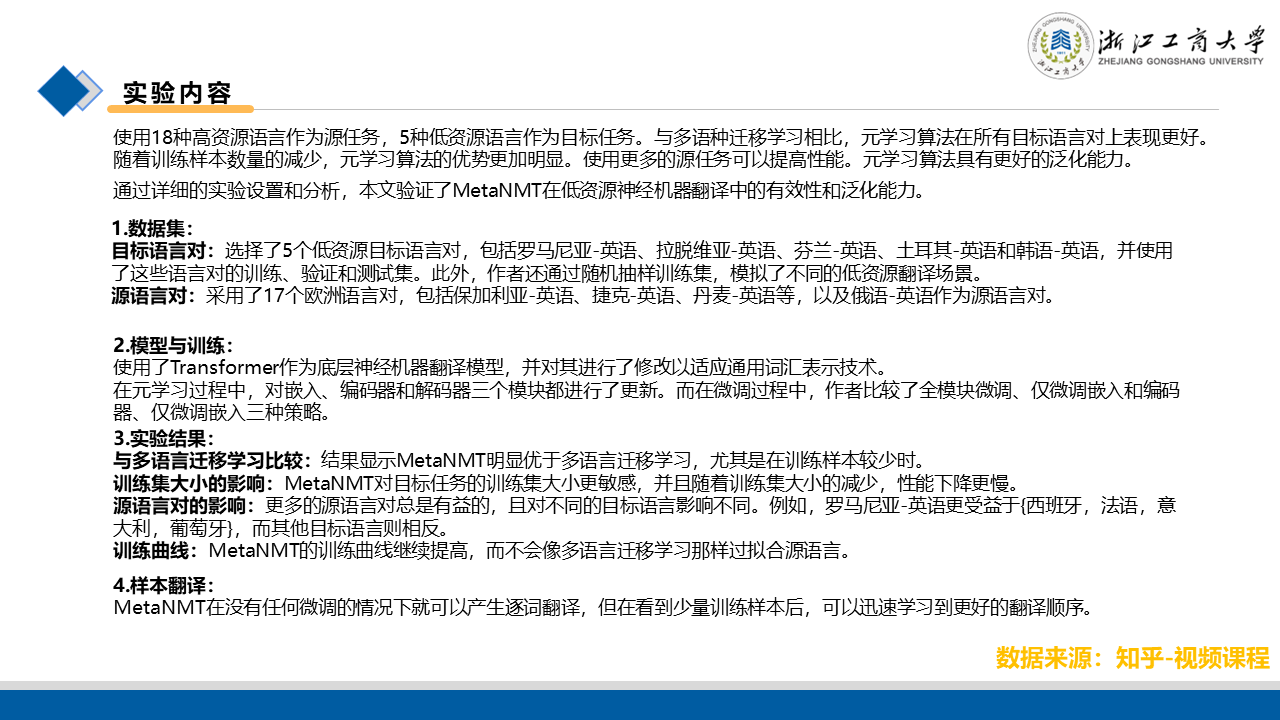 浙江工商大学
ZHEJIANG GONGSHANG UNIVERSITY
实验内容
使用18种高资源语言作为源任务，5种低资源语言作为目标任务。与多语种迁移学习相比，元学习算法在所有目标语言对上表现更好。
随着训练样本数量的减少，元学习算法的优势更加明显。使用更多的源任务可以提高性能。元学习算法具有更好的泛化能力。
通过详细的实验设置和分析，本文验证了MetaNMT在低资源神经机器翻译中的有效性和泛化能力。
1.数据集：
目标语言对：选择了5个低资源目标语言对，包括罗马尼亚-英语、拉脱维亚-英语、芬兰-英语、土耳其-英语和韩语-英语，并使用
了这些语言对的训练、验证和测试集。此外，作者还通过随机抽样训练集，模拟了不同的低资源翻译场景。
源语言对：采用了17个欧洲语言对，包括保加利亚-英语、捷克-英语、丹麦-英语等，以及俄语-英语作为源语言对。
2.模型与训练：
使用了Transformer作为底层神经机器翻译模型，并对其进行了修改以适应通用词汇表示技术。
在元学习过程中，对嵌入、编码器和解码器三个模块都进行了更新。而在微调过程中，作者比较了全模块微调、仅微调嵌入和编码
器、仅微调嵌入三种策略。
3.实验结果：
与多语言迁移学习比较：结果显示MetaNMT明显优于多语言迁移学习，尤其是在训练样本较少时。
训练集大小的影响：MetaNMT对目标任务的训练集大小更敏感，并且随着训练集大小的减少，性能下降更慢。
源语言对的影响：更多的源语言对总是有益的，且对不同的目标语言影响不同。例如，罗马尼亚-英语更受益于{西班牙，法语，意
大利，葡萄牙}，而其他目标语言则相反。
训练曲线：MetaNMT的训练曲线继续提高，而不会像多语言迁移学习那样过拟合源语言。
4.样本翻译：
MetaNMT在没有任何微调的情况下就可以产生逐词翻译，但在看到少量训练样本后，可以迅速学习到更好的翻译顺序。
数据来源：知乎-视频课程